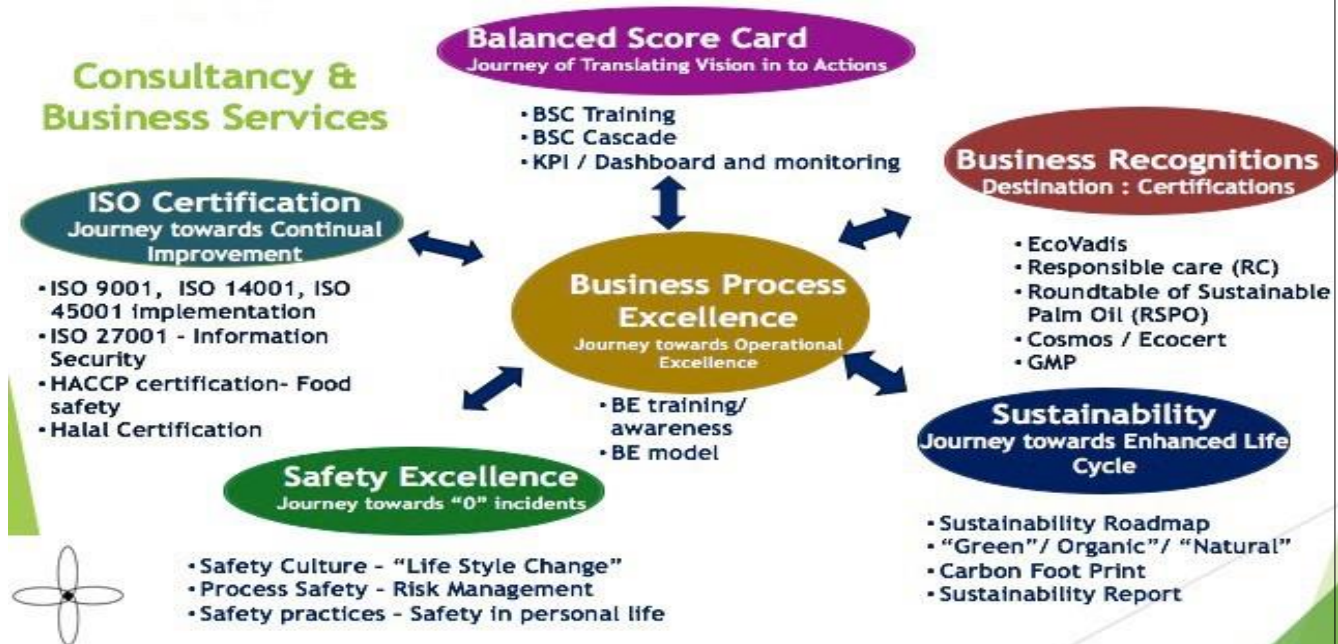 Consultancy &
Business Services
Balanced Score Card
Journey of Translating Vision in to Actions
• BSC Training
• BSC Cascade
• KPI / Dashboard and monitoring
Business Recognitions
Destination : Certifications
• EcoVadis
• Responsible care (RC)
• Roundtable of Sustainable
Palm Oil (RSPO)
• Cosmos / Ecocert
• GMP
ISO Certification
Journey towards Continual
Improvement
• ISO 9001, ISO 14001, ISO
45001 implementation
• ISO 27001 - Information
Security
• HACCP certification- Food
safety
• Halal Certification
Business Process
Excellence
Journey towards Operational
Excellence
• BE training/
awareness
• BE model
Sustainability
Journey towards Enhanced Life
Cycle
• Sustainability Roadmap
• “Green”/ Organic”/ “Natural”
• Carbon Foot Print
• Sustainability Report
Safety Excellence
Journey towards “0” incidents
• Safety Culture - “Life Style Change”
• Process Safety - Risk Management
• Safety practices - Safety in personal life